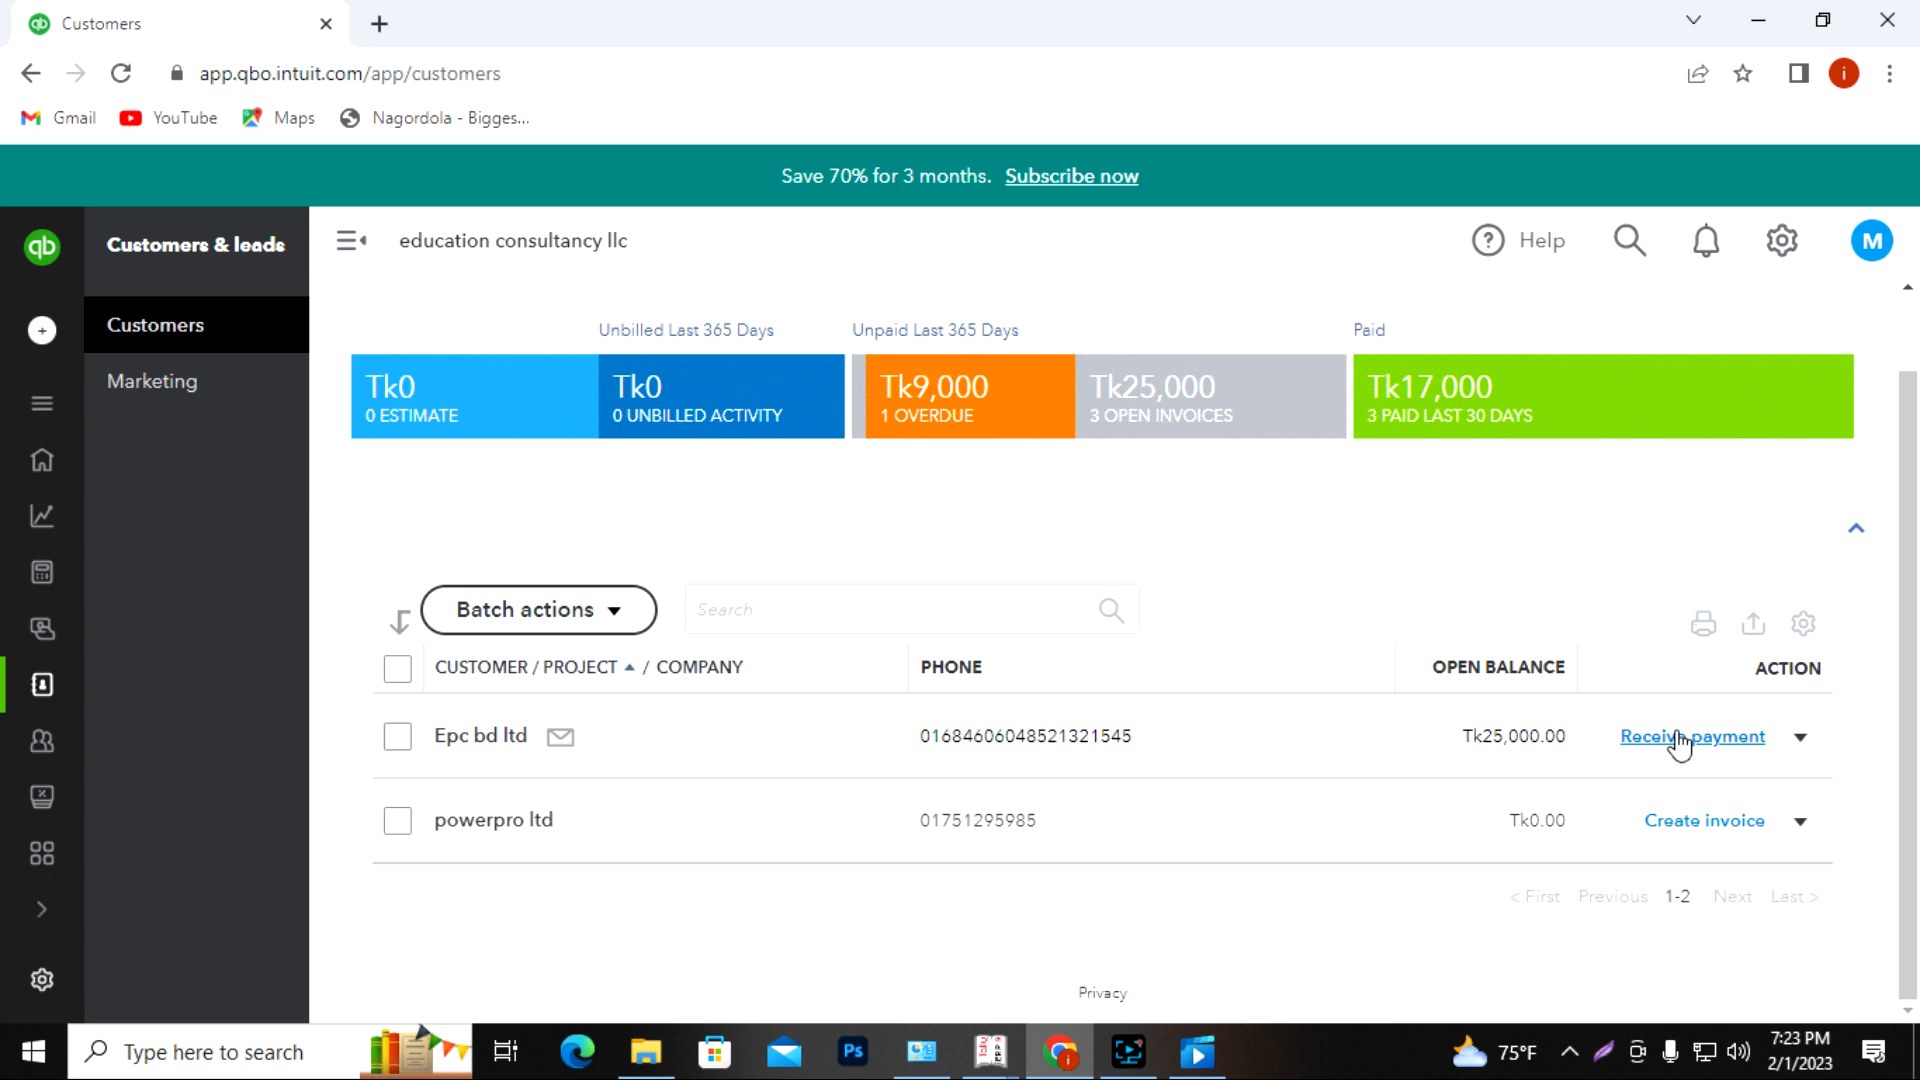 Customers
app.qbo.intuit.com/app/customers
i
Gmail
YouTube
Maps
Nagordola - Bigges...
Save 70% for 3 months. Subscribe now
qb
Customers & leads
education consultancy llc
? Help
M
Customers
Marketing
Unbilled Last 365 Days
Unpaid Last 365 Days
Paid
Tk0
0 ESTIMATE
Tk0
0 UNBILLED ACTIVITY
Tk9,000
1 OVERDUE
Tk25,000
3 OPEN INVOICES
Tk17,000
3 PAID LAST 30 DAYS
Batch actions
Search
CUSTOMER / PROJECT / COMPANY
PHONE
OPEN BALANCE
ACTION
Epc bd ltd
01684606048521321545
Tk25,000.00
Receive payment
powerpro ltd
01751295985
Tk0.00
Create invoice
< First Previous 1-2 Next Last >
Privacy
Type here to search
Ps
75°F
7:23 PM
2/1/2023